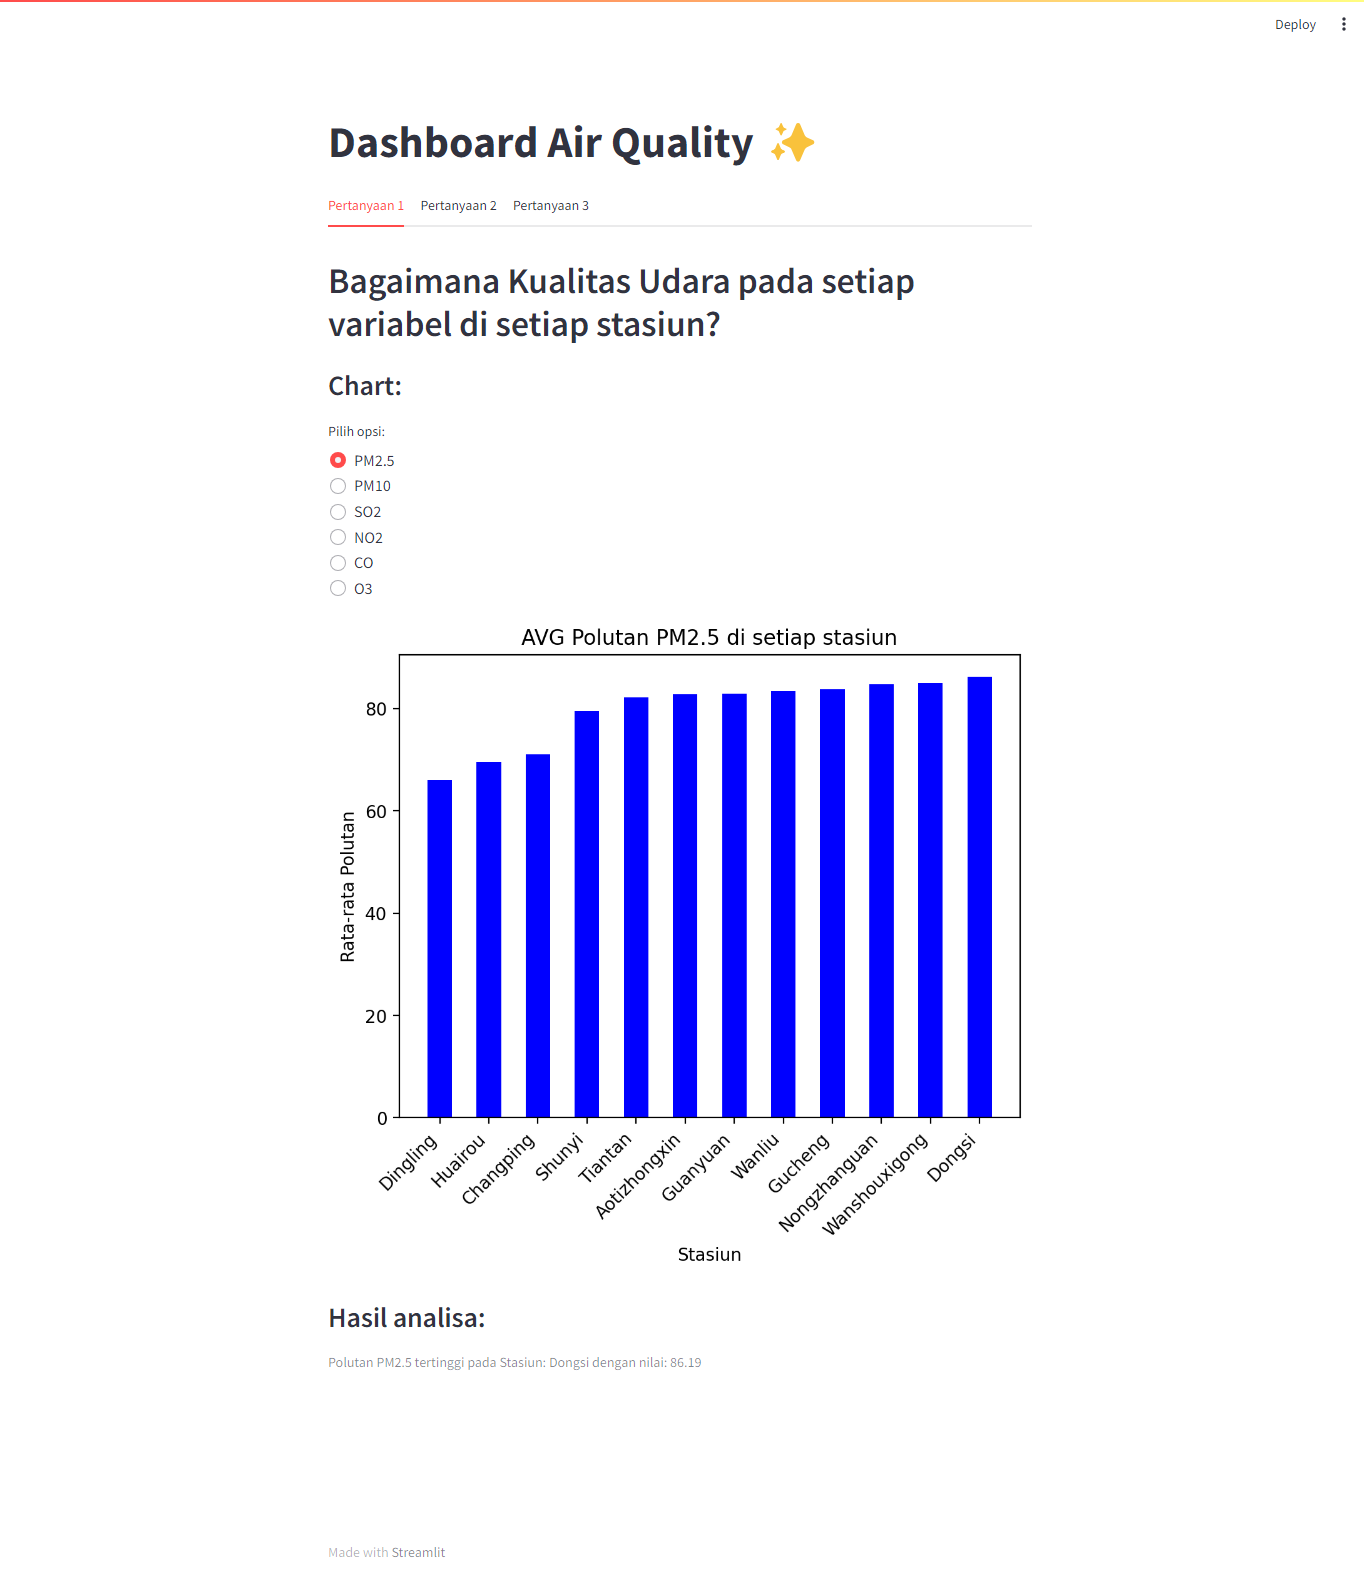 Deploy
Dashboard Air Quality ✨
Pertanyaan 1 Pertanyaan 2 Pertanyaan 3
Bagaimana Kualitas Udara pada setiap
variabel di setiap stasiun?
Chart:
Pilih opsi:
PM2.5
PM10
SO2
NO2
CO
O3
AVG Polutan PM2.5 di setiap stasiun
Rata-rata Polutan
80
60
40
20
0
Dingling
Huairou
Changping
Shunyi
Tiantan
Aotizhongxin
Guanyuan
Wanliu
Gucheng
Nongzhanguan
Wanshouxigong
Dongsi
Stasiun
Hasil analisa:
Polutan PM2.5 tertinggi pada Stasiun: Dongsi dengan nilai: 86.19
Made with Streamlit